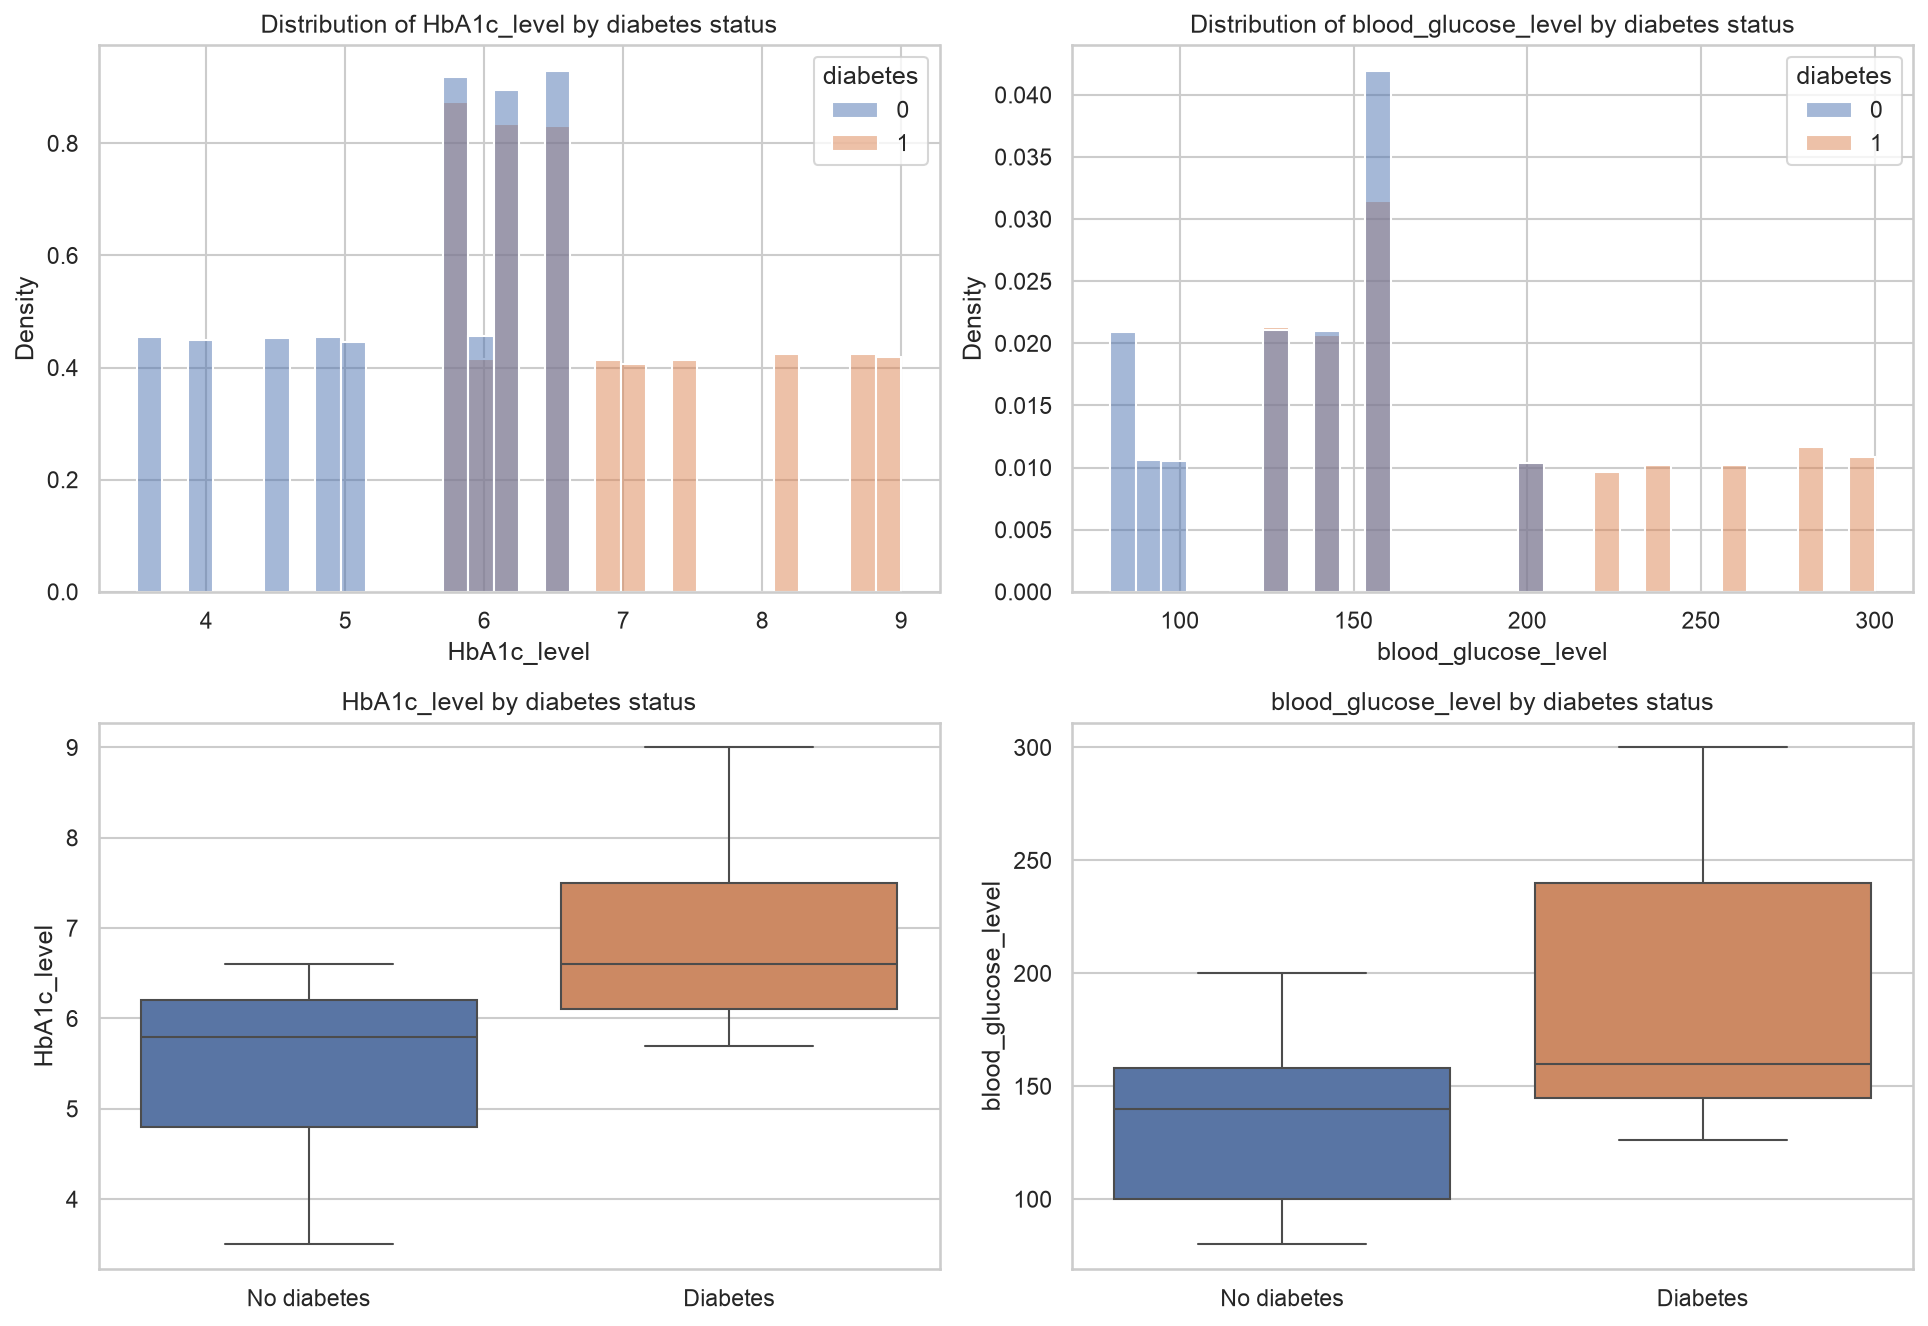 Distribution of HbA1c_level by diabetes status
Density
0.8
0.6
0.4
0.2
0.0
4 5 6 7 8 9
HbA1c_level
diabetes
0
1
Distribution of blood_glucose_level by diabetes status
Density
0.040
0.035
0.030
0.025
0.020
0.015
0.010
0.005
0.000
100 150 200 250 300
blood_glucose_level
diabetes
0
1
HbA1c_level by diabetes status
HbA1c_level
9
8
7
6
5
4
No diabetes Diabetes
blood_glucose_level by diabetes status
blood_glucose_level
300
250
200
150
100
No diabetes Diabetes